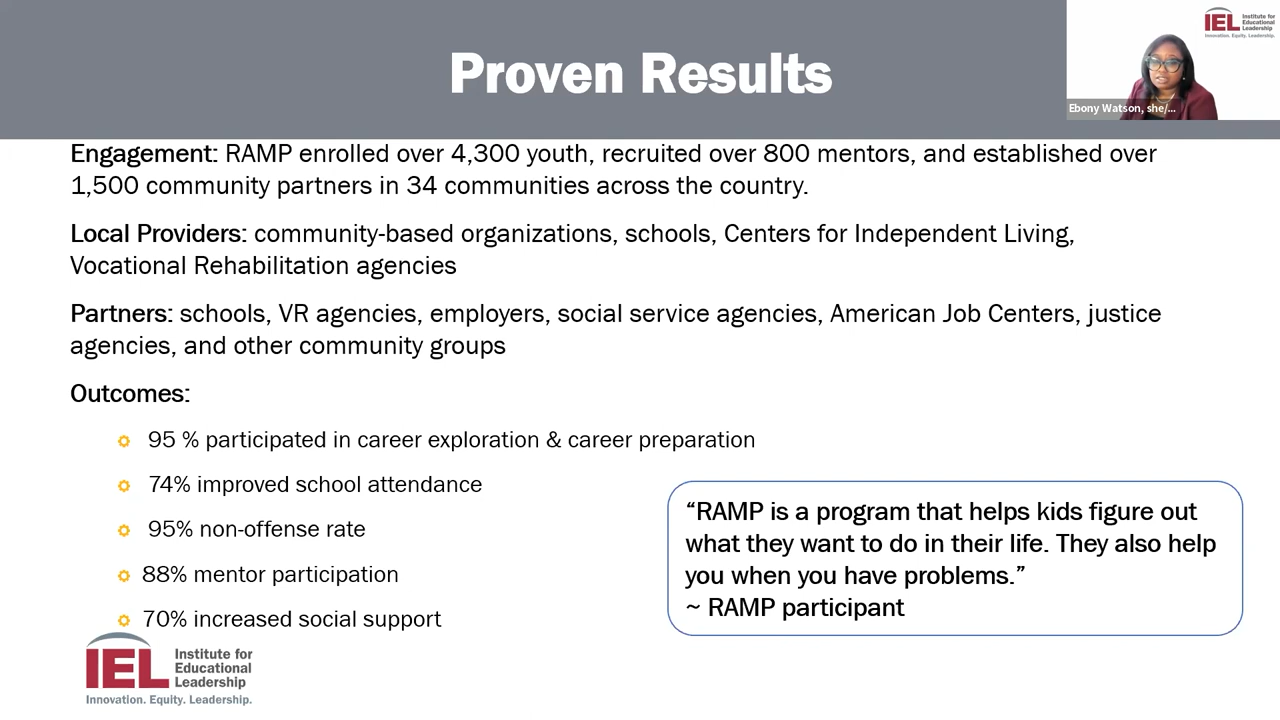 Proven Results
IEL Institute for
Educational
Leadership
Innovation. Equity. Leadership.
Ebony Watson, she/...
Engagement: RAMP enrolled over 4,300 youth, recruited over 800 mentors, and established over
1,500 community partners in 34 communities across the country.
Local Providers: community-based organizations, schools, Centers for Independent Living,
Vocational Rehabilitation agencies
Partners: schools, VR agencies, employers, social service agencies, American Job Centers, justice
agencies, and other community groups
Outcomes:
95 % participated in career exploration & career preparation
74% improved school attendance
95% non-offense rate
88% mentor participation
70% increased social support
“RAMP is a program that helps kids figure out
what they want to do in their life. They also help
you when you have problems.”
~ RAMP participant
IEL Institute for
Educational
Leadership
Innovation. Equity. Leadership.